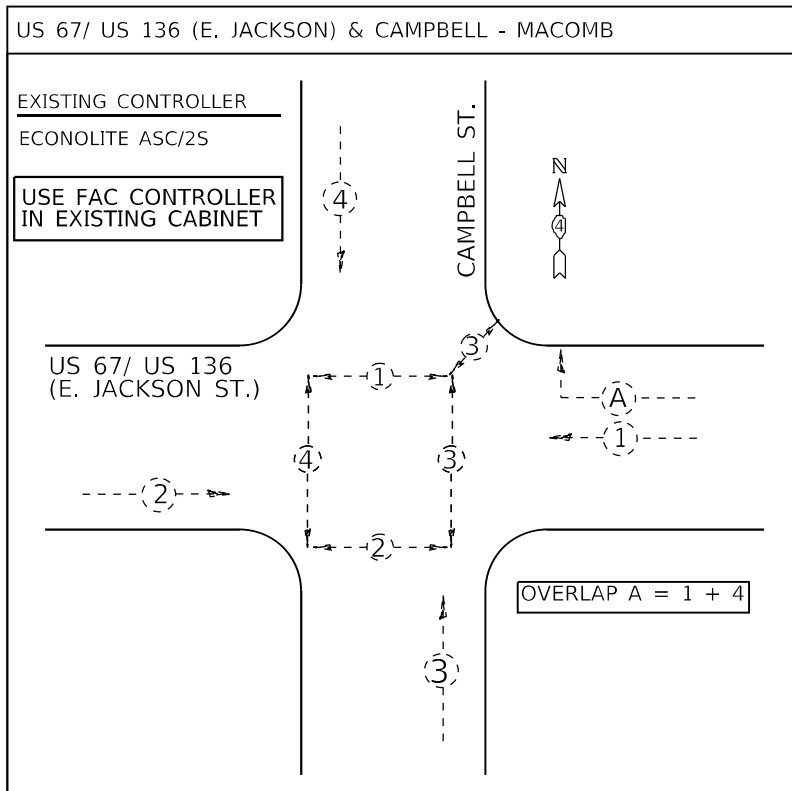 US 67/ US 136 (E. JACKSON) & CAMPBELL - MACOMB
EXISTING CONTROLLER
ECONOLITE ASC/2S
USE FAC CONTROLLER
IN EXISTING CABINET
4
CAMPBELL ST.
N
4
3
US 67/ US 136
(E. JACKSON ST.)
1
A
1
4
3
2
2
OVERLAP A = 1 + 4
3